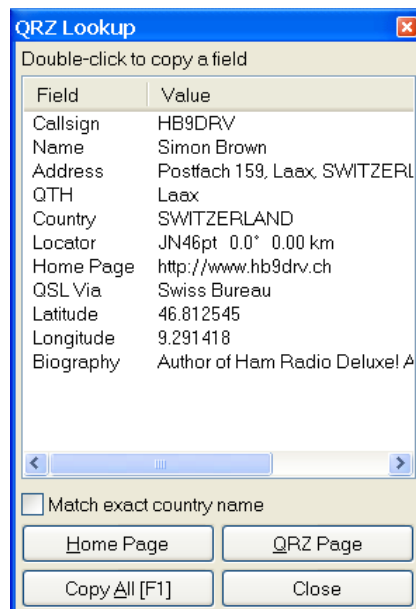 QRZ Lookup
Double-click to copy a field
Field Value
Callsign HB9DRV
Name Simon Brown
Address Postfach 159, Laax, SWITZERL
QTH Laax
Country SWITZERLAND
Locator JN46pt 0.0° 0.00 km
Home Page http://www.hb9drv.ch
QSL Via Swiss Bureau
Latitude 46.812545
Longitude 9.291418
Biography Author of Ham Radio Deluxe! A
Match exact country name
Home Page QRZ Page
Copy All [F1] Close